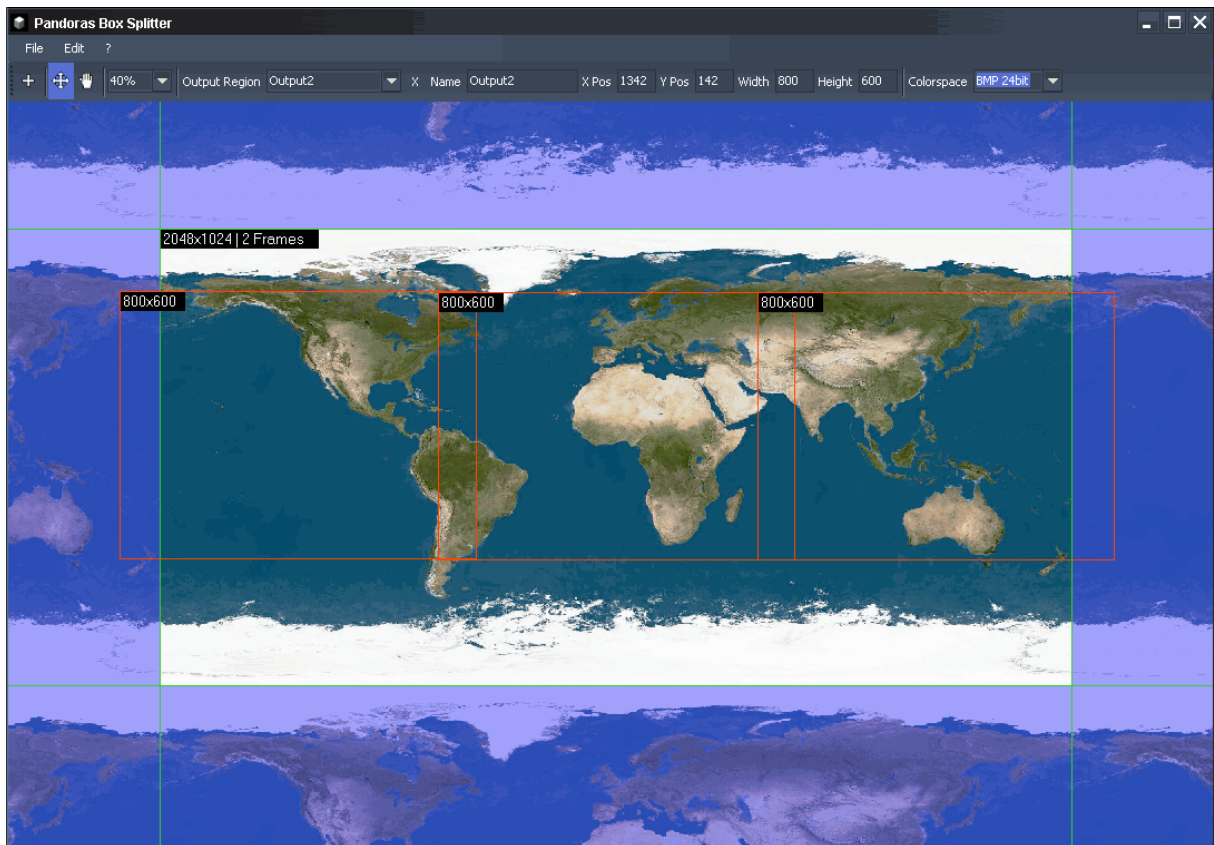 Pandoras Box Splitter
File Edit ?
40% Output Region Output2 X Name Output2 X Pos 1342 Y Pos 142 Width 800 Height 600 Colorspace BMP 24bit
2048x1024 | 2 Frames
800x600 800x600 800x600